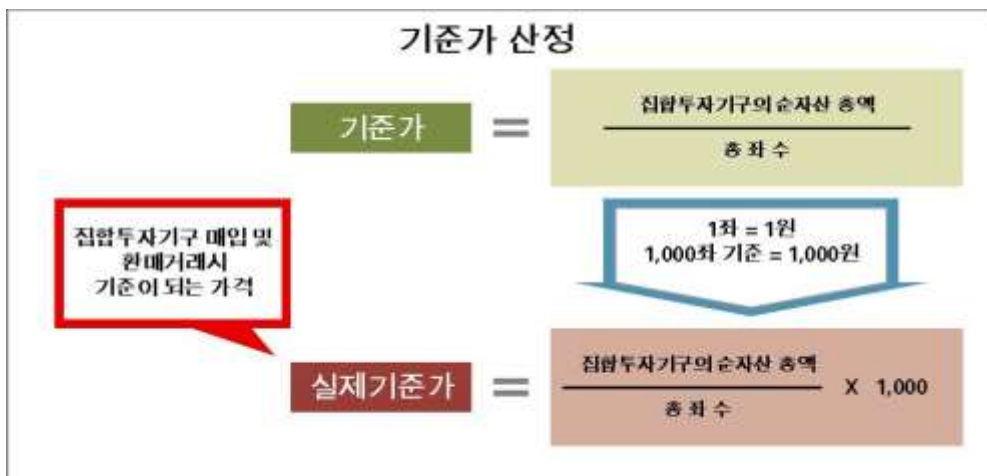 기준가 산정
기준가
=
집합투자기구의 순자산 총액
총 좌 수
집합투자기구 매입 및
환매거래시
기준이 되는 가격
1좌 = 1원
1,000좌 기준 = 1,000원
실제기준가
=
집합투자기구의 순자산 총액
총 좌 수
X 1,000